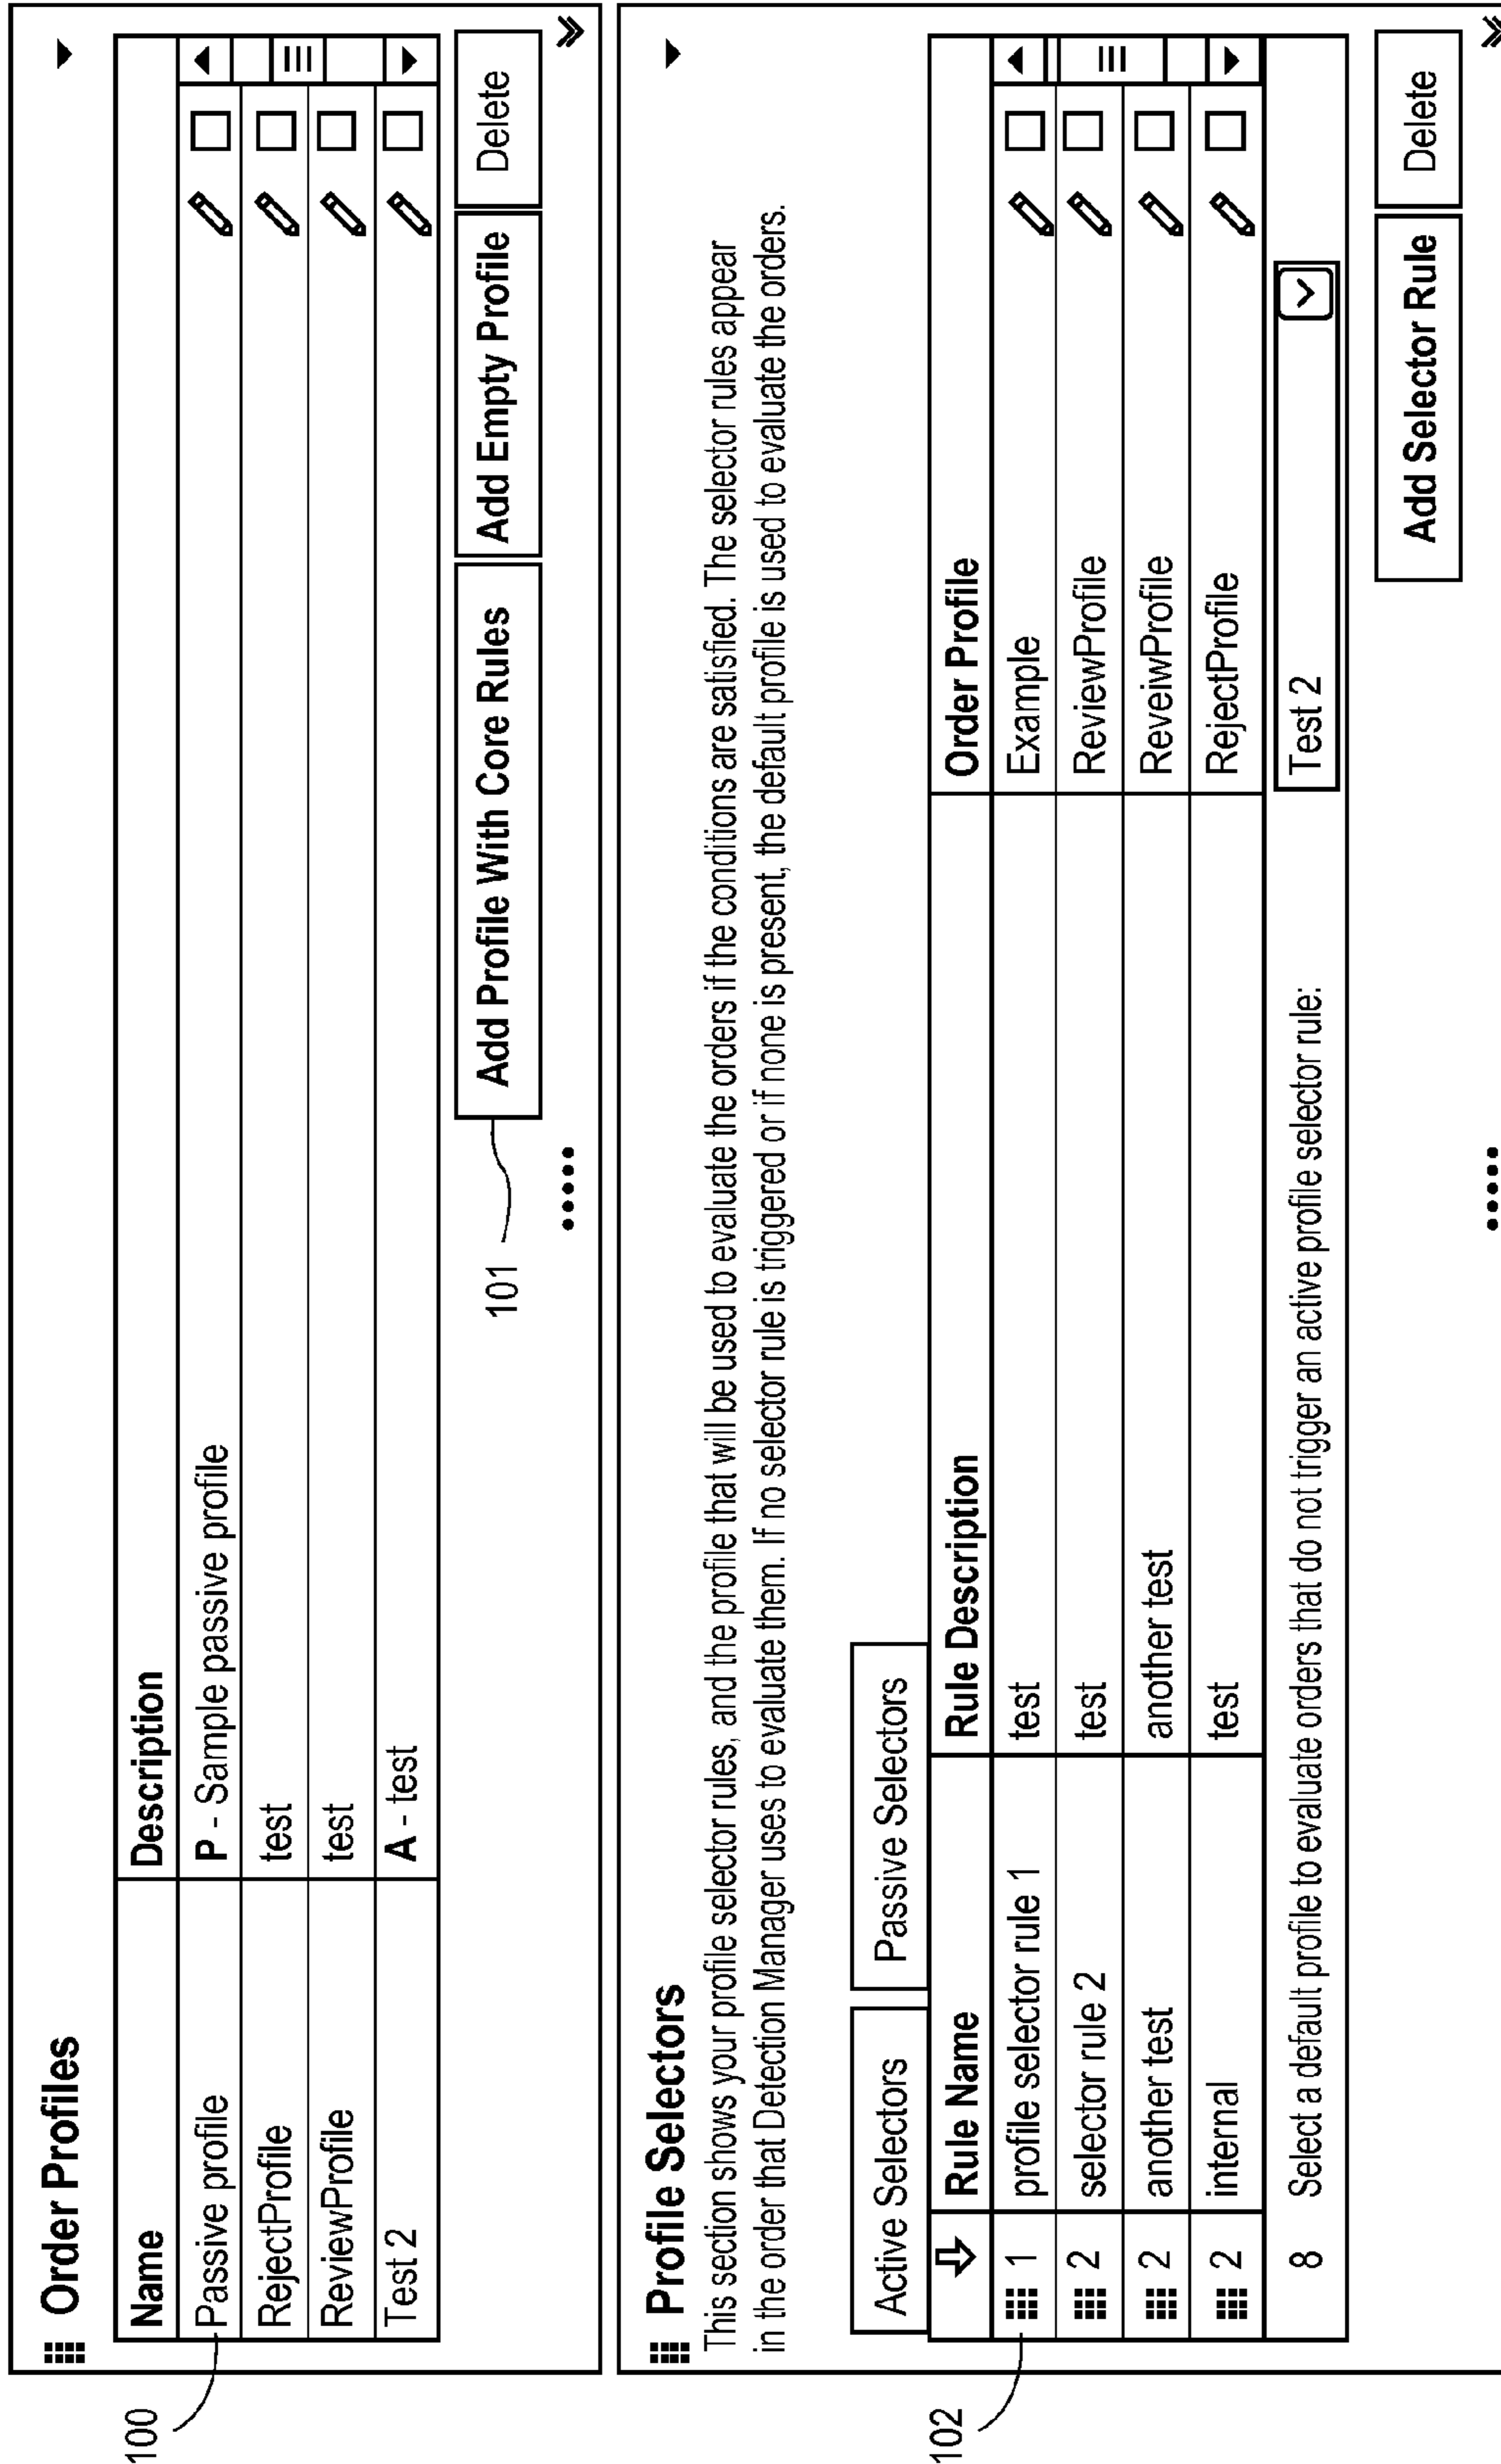 Order Profiles
Name Description
100
Passive profile P - Sample passive profile
RejectProfile test
ReviewProfile test
Test 2 A - test
Add Profile With Core Rules Add Empty Profile Delete
101
.....
Profile Selectors
This section shows your profile selector rules, and the profile that will be used to evaluate the orders if the conditions are satisfied. The selector rules appear
in the order that Detection Manager uses to evaluate them. If no selector rule is triggered or if none is present, the default profile is used to evaluate the orders.
Active Selectors Passive Selectors
Rule Name Rule Description Order Profile
102
1 profile selector rule 1 test Example
2 selector rule 2 test ReviewProfile
2 another test another test ReveiwProfile
2 internal test RejectProfile
8 Select a default profile to evaluate orders that do not trigger an active profile selector rule: Test 2
Add Selector Rule Delete
.....